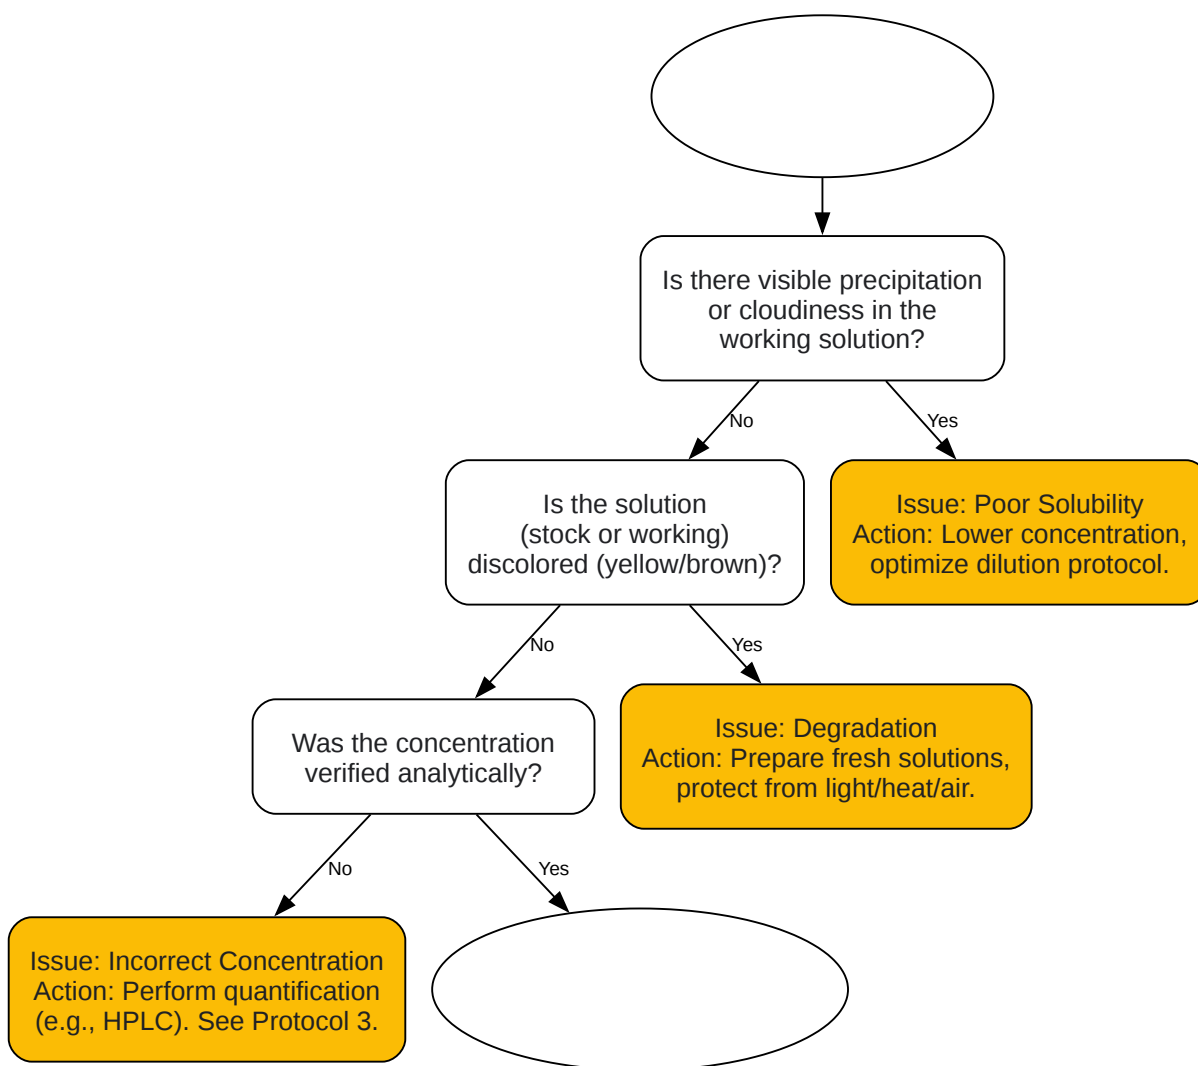 Is there visible precipitation
or cloudiness in the
working solution?
No
Yes
Is the solution
(stock or working)
discolored (yellow/brown)?
Issue: Poor Solubility
Action: Lower concentration,
optimize dilution protocol.
No
Yes
Was the concentration
verified analytically?
Issue: Degradation
Action: Prepare fresh solutions,
protect from light/heat/air.
No
Yes
Issue: Incorrect Concentration
Action: Perform quantification
(e.g., HPLC). See Protocol 3.